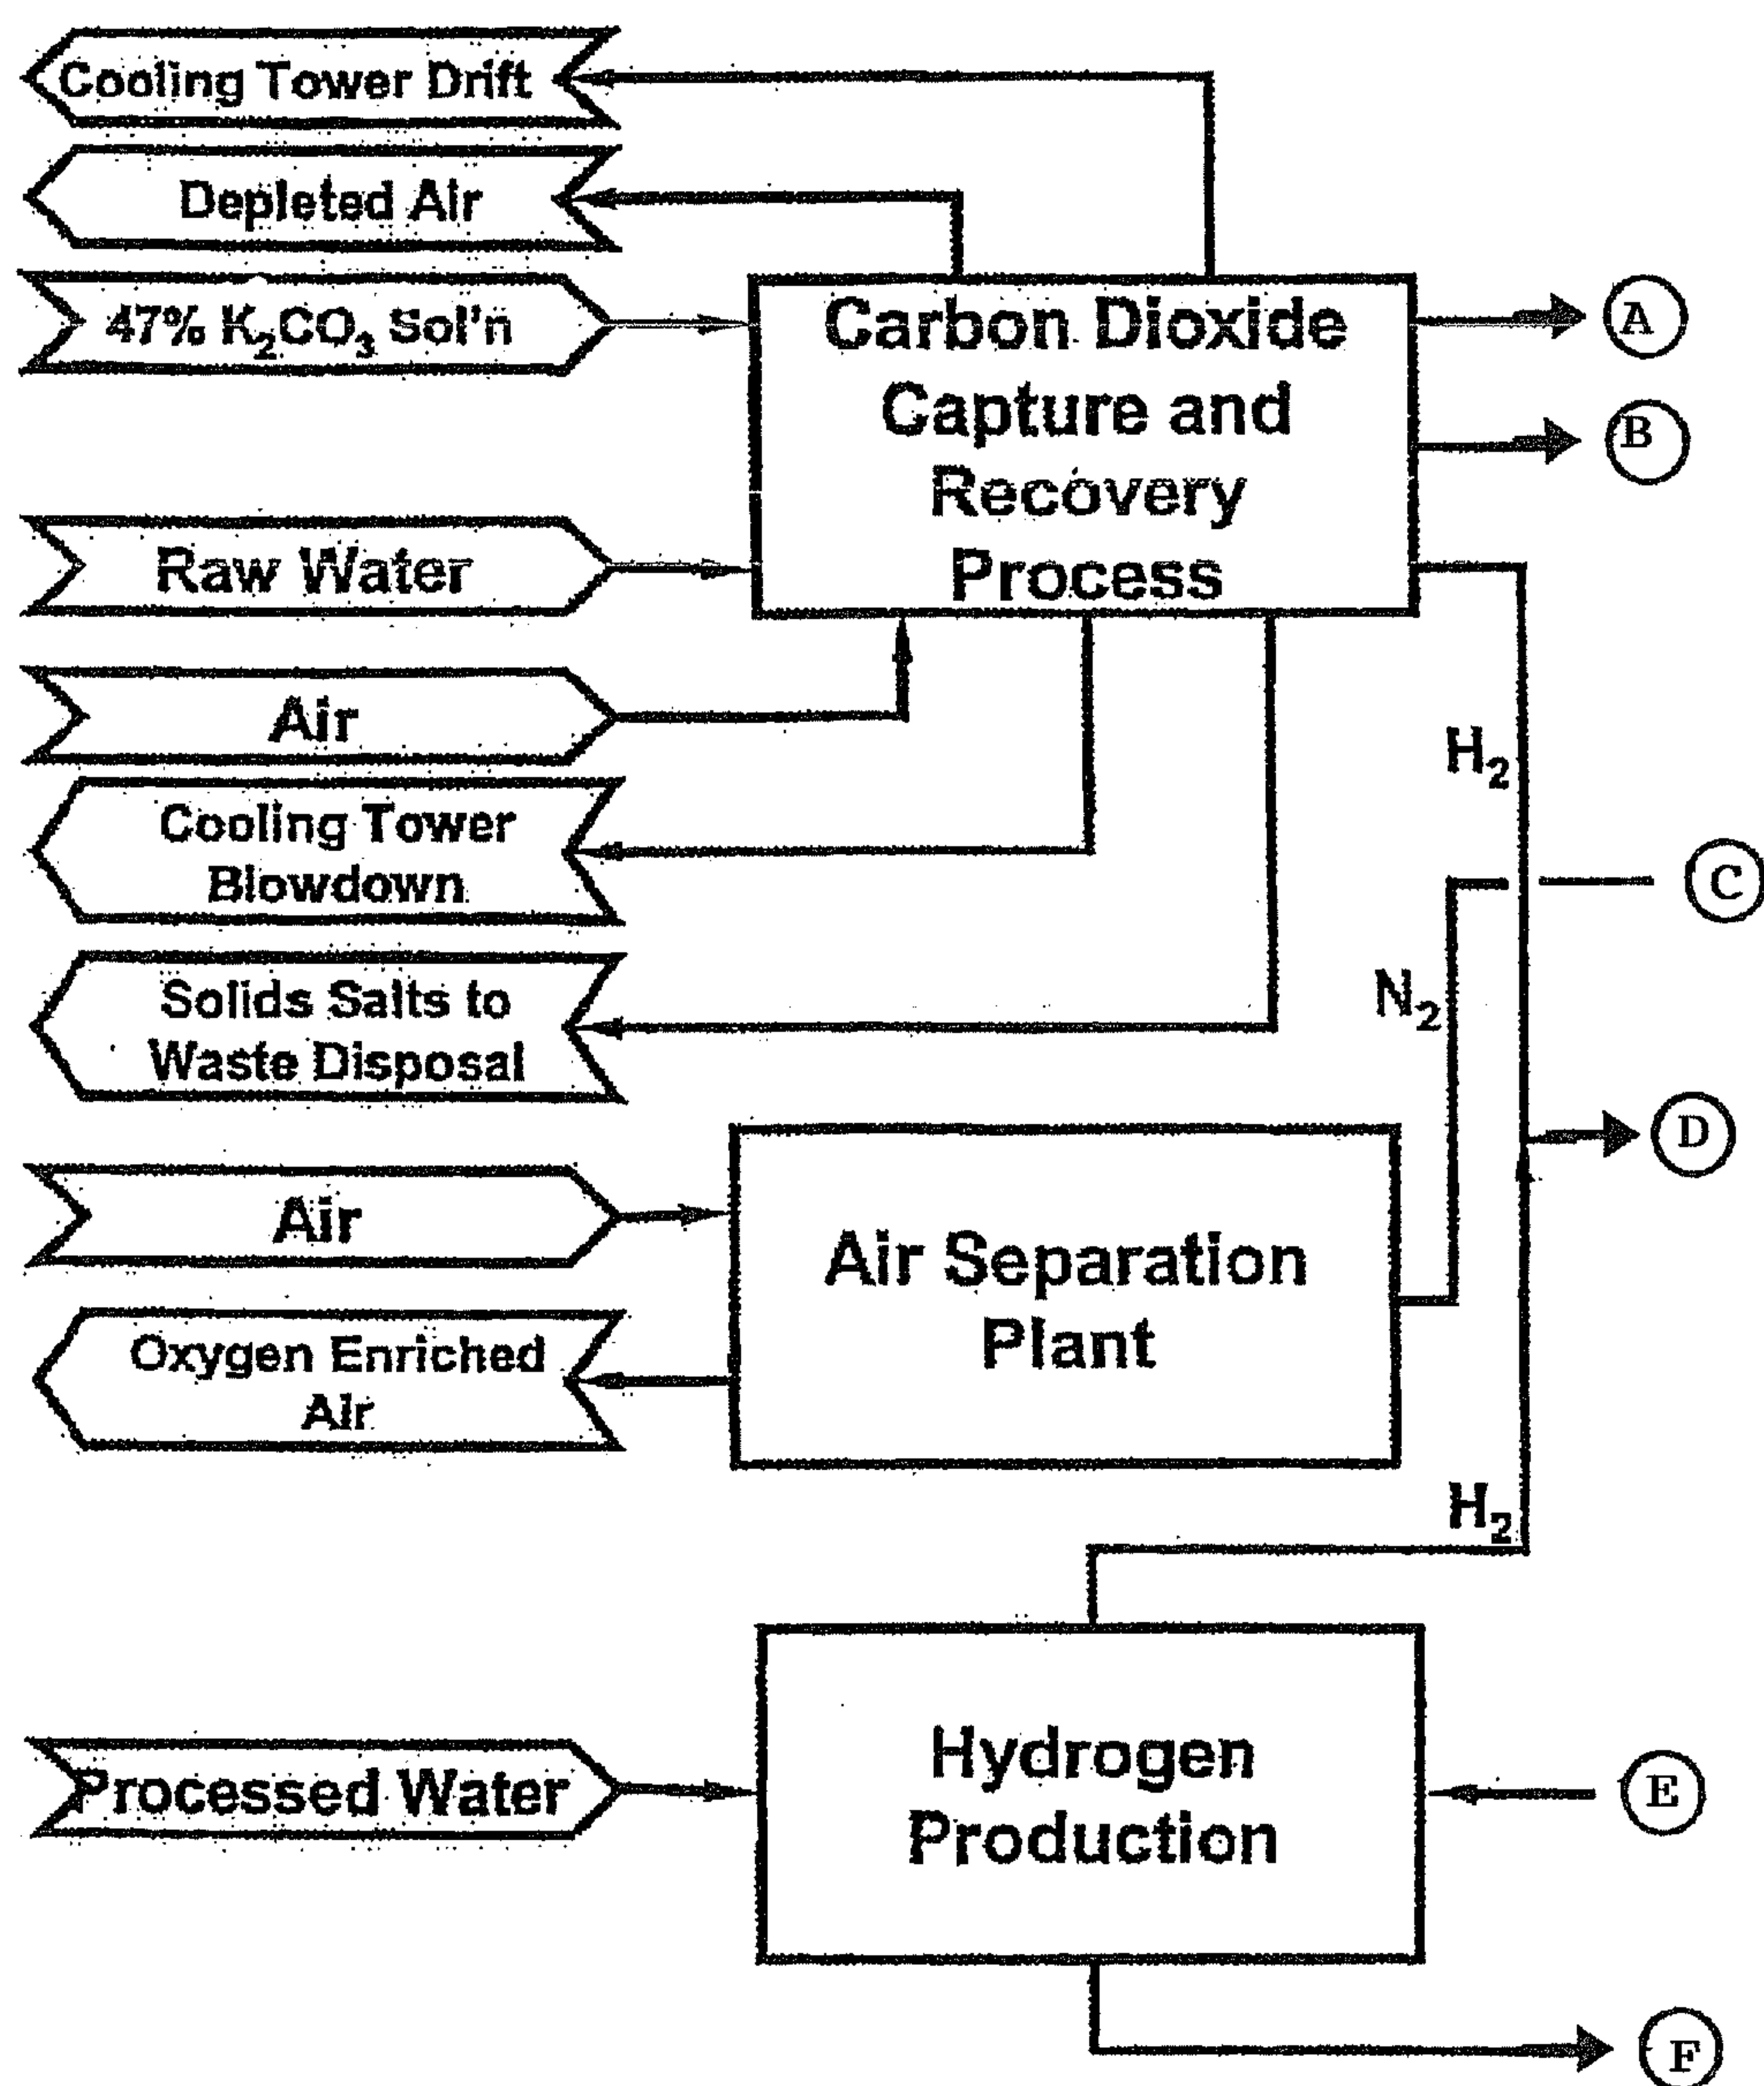 Cooling Tower Drift
Depleted Air
47% K₂CO₃ Sol'n
Carbon Dioxide
Capture and
Recovery
Process
A
B
Raw Water
Air
H₂
Cooling Tower
Blowdown
C
Solids Salts to
Waste Disposal
N₂
D
Air
Air Separation
Plant
Oxygen Enriched
Air
H₂
Processed Water
Hydrogen
Production
E
F